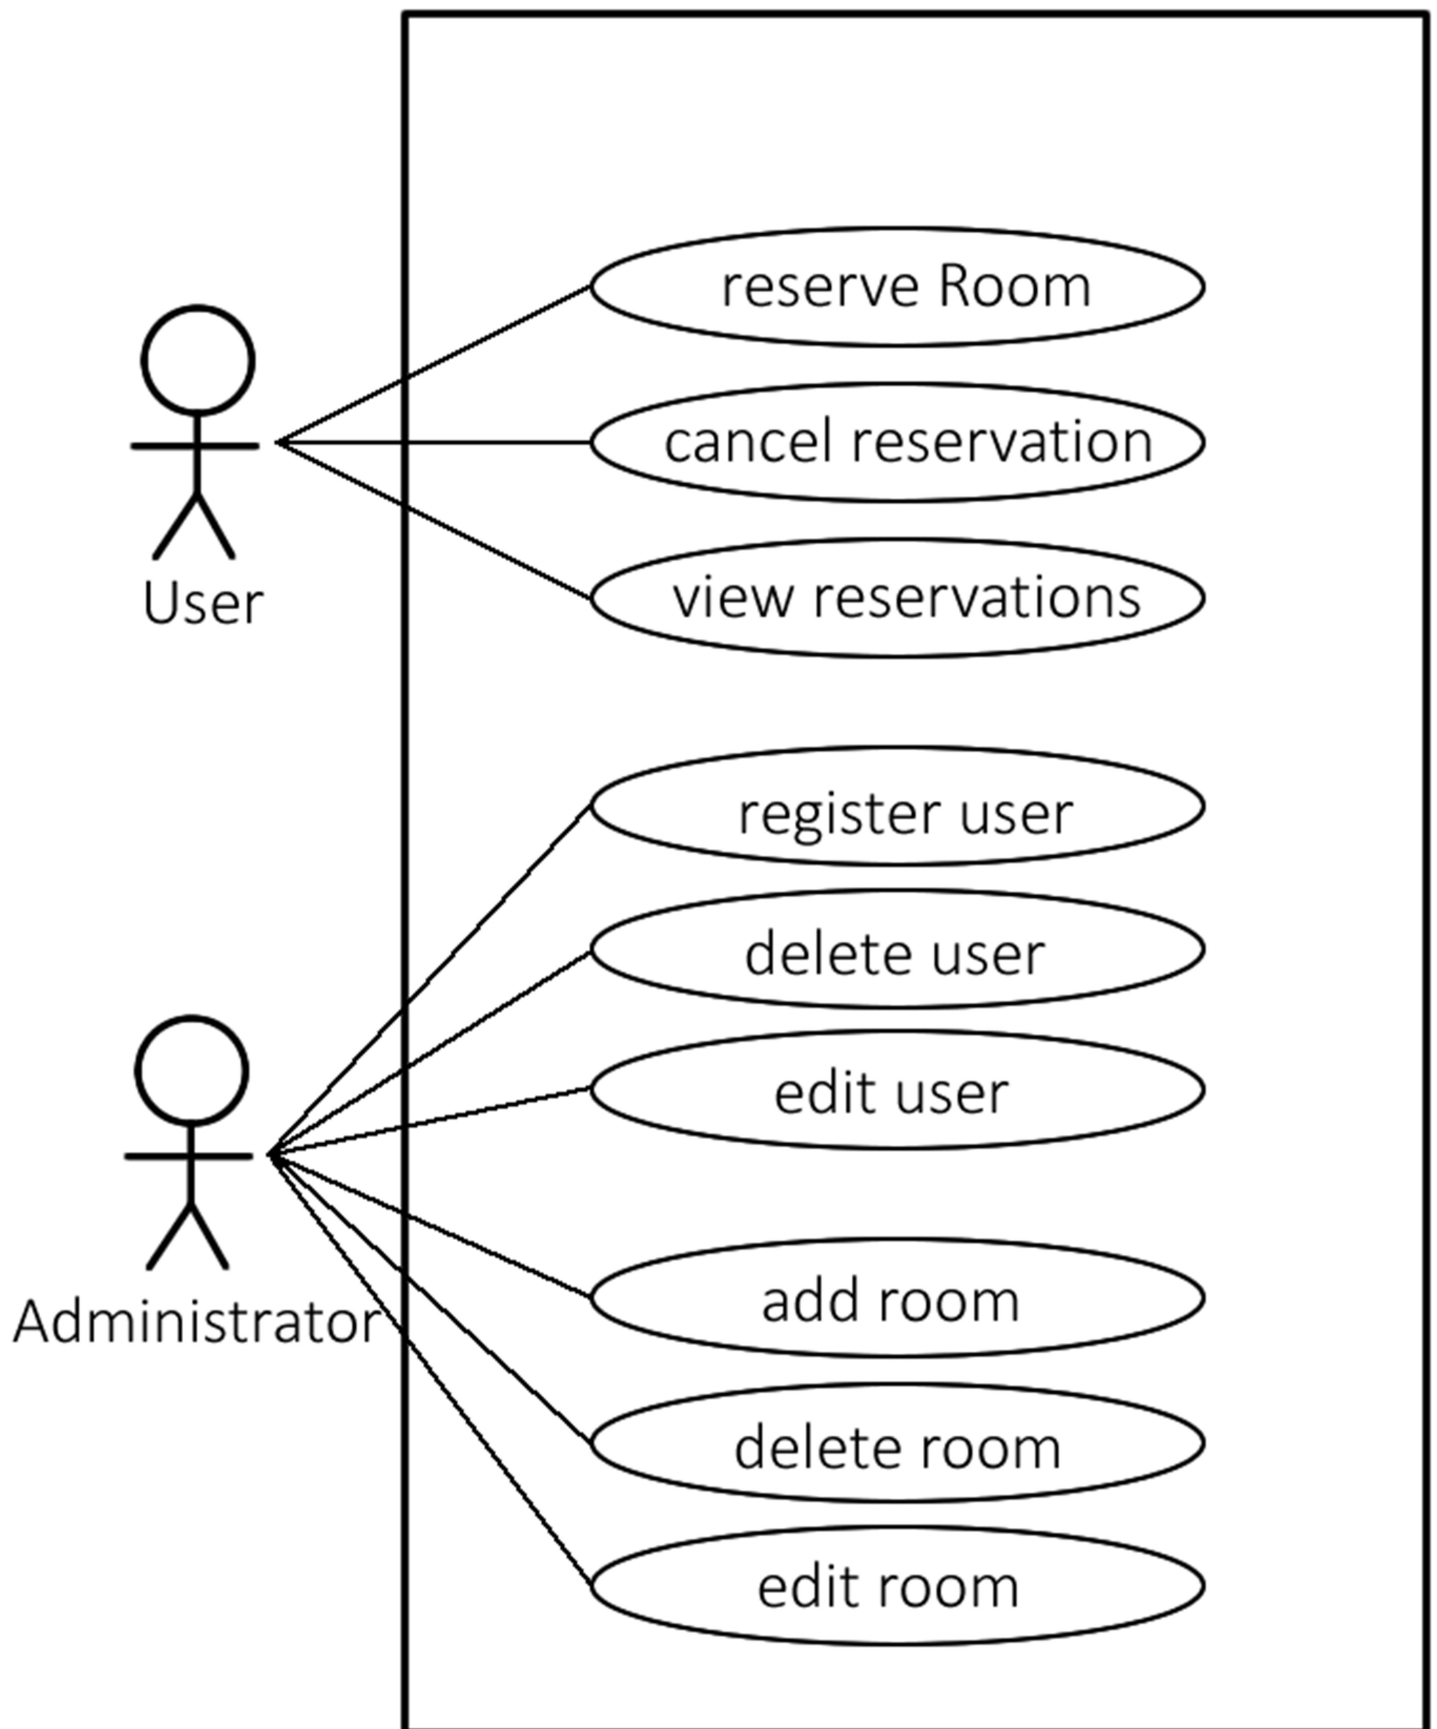 reserve Room
cancel reservation
view reservations
User
register user
delete user
edit user
Administrator
add room
delete room
edit room